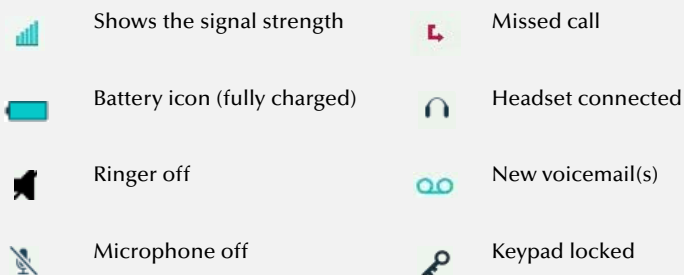 Shows the signal strength
Missed call
Battery icon (fully charged)
Headset connected
Ringer off
New voicemail(s)
Microphone off
Keypad locked